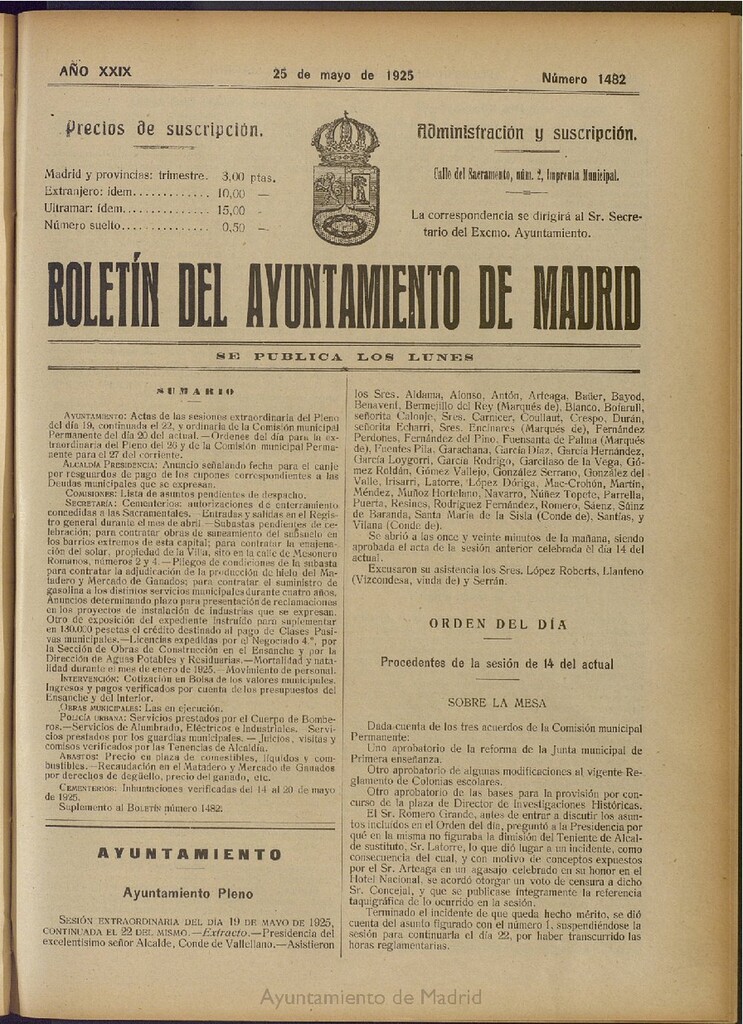 AÑO XXIX
25 de mayo de 1925
Número 1482
Precios de suscripción.
Madrid y provincias: trimestre. 3,00 ptas.
Extranjero: ídem............. 10,00 —
Ultramar: ídem.............. 15,00 —
Número suelto.............. 0,50 —
Administración y suscripción.
Calle del Sacramento, núm. 2, Imprenta Municipal.
La correspondencia se dirigirá al Sr. Secre-
tario del Excmo. Ayuntamiento.
BOLETÍN DEL AYUNTAMIENTO DE MADRID
SE PUBLICA LOS LUNES
SUMARIO
AYUNTAMIENTO: Actas de las sesiones extraordinaria del Pleno
del día 19, continuada el 22, y ordinaria de la Comisión municipal
Permanente del día 20 del actual.—Ordenes del día para la ex-
traordinaria del Pleno del 26 y de la Comisión municipal Perma-
nente para el 27 del corriente.
ALCALDÍA PRESIDENCIA: Anuncio señalando fecha para el canje
por resguardos de pago de los cupones correspondientes a las
Deudas municipales que se expresan.
COMISIONES: Lista de asuntos pendientes de despacho.
SECRETARÍA: Cementerios: autorizaciones de enterramiento
concedidas a las Sacramentales.—Entradas y salidas en el Regis-
tro general durante el mes de abril.—Subastas pendientes de ce-
lebración; para contratar obras de saneamiento del subsuelo en
los barrios extremos de esta capital; para contratar la enajena-
ción del solar, propiedad de la Villa, sito en la calle de Mesonero
Romanos, números 2 y 4.—Pliegos de condiciones de la subasta
para contratar la adjudicación de la producción de hielo del Ma-
tadero y Mercado de Ganados; para contratar el suministro de
gasolina a los distintos servicios municipales durante cuatro años.
Anuncios determinando plazo para presentación de reclamaciones
en los proyectos de instalación de industrias que se expresan.
Otro de exposición del expediente instruído para suplementar
en 130.000 pesetas el crédito destinado al pago de Clases Pasi-
vas municipales.—Licencias expedidas por el Negociado 4.º, por
la Sección de Obras de Construcción en el Ensanche y por la
Dirección de Aguas Potables y Residuarias.—Mortalidad y nata-
lidad durante el mes de enero de 1925.—Movimiento de personal.
INTERVENCIÓN: Cotización en Bolsa de los valores municipales.
Ingresos y pagos verificados por cuenta de los presupuestos del
Ensanche y del Interior.
OBRAS MUNICIPALES: Las en ejecución.
POLICÍA URBANA: Servicios prestados por el Cuerpo de Bombe-
ros.—Servicios de Alumbrado, Eléctricos e Industriales. Servi-
cios prestados por los guardias municipales. —Juicios, visitas y
comisos verificados por las Tenencias de Alcaldía.
ABASTOS: Precio en plaza de comestibles, líquidos y com-
bustibles.—Recaudación en el Matadero y Mercado de Ganados
por derechos de degüello, precio del ganado, etc.
CEMENTERIOS: Inhumaciones verificadas del 14 al 20 de mayo
de 1925.
Suplemento al BOLETÍN número 1482.
AYUNTAMIENTO
Ayuntamiento Pleno
SESIÓN EXTRAORDINARIA DEL DÍA 19 DE MAYO DE 1925,
CONTINUADA EL 22 DEL MISMO.—Extracto.—Presidencia del
excelentísimo señor Alcalde, Conde de Vallellano.—Asistieron
los Sres. Aldama, Alonso, Antón, Arteaga, Baüer, Bayod,
Benavent, Bermejillo del Rey (Marqués de), Blanco, Bofarull,
señorita Calonje, Sres. Carnicer, Coullaut, Crespo, Durán,
señorita Echarri, Sres. Encinares (Marqués de), Fernández
Perdones, Fernández del Pino, Fuensanta de Palma (Marqués
de), Fuentes Pila, Garachana, García Díaz, García Hernández,
García Loygorri, García Rodrigo, Garcilaso de la Vega, Gó-
mez Roldán, Gómez Vallejo, González Serrano, González del
Valle, Irisarri, Latorre, López Dóriga, Mac-Crohón, Martín,
Méndez, Muñoz Hortelano, Navarro, Núñez Topete, Parrella,
Puerta, Resines, Rodríguez Fernández, Romero, Sáenz, Sáinz
de Baranda, Santa María de la Sisla (Conde de), Santías, y
Vilana (Conde de).
Se abrió a las once y veinte minutos de la mañana, siendo
aprobada el acta de la sesión anterior celebrada el día 14 del
actual.
Excusaron su asistencia los Sres. López Roberts, Llanteno
(Vizcondesa, viuda de) y Serrán.
ORDEN DEL DÍA
Procedentes de la sesión de 14 del actual
SOBRE LA MESA
Dada cuenta de los tres acuerdos de la Comisión municipal
Permanente:
Uno aprobatorio de la reforma de la Junta municipal de
Primera enseñanza.
Otro aprobatorio de algunas modificaciones al vigente Re-
glamento de Colonias escolares.
Otro aprobatorio de las bases para la provisión por con-
curso de la plaza de Director de Investigaciones Históricas.
El Sr. Romero Grande, antes de entrar a discutir los asun-
tos incluídos en el Orden del día, preguntó a la Presidencia por
qué en la misma no figuraba la dimisión del Teniente de Alcal-
de sustituto, Sr. Latorre, lo que dió lugar a un incidente, como
consecuencia del cual, y con motivo de conceptos expuestos
por el Sr. Arteaga en un agasajo celebrado en su honor en el
Hotel Nacional, se acordó otorgar un voto de censura a dicho
Sr. Concejal, y que se publicase íntegramente la referencia
taquigráfica de lo ocurrido en la sesión.
Terminado el incidente de que queda hecho mérito, se dió
cuenta del asunto figurado con el número 1, suspendiéndose la
sesión para continuarla el día 22, por haber transcurrido las
horas reglamentarias.
Ayuntamiento de Madrid